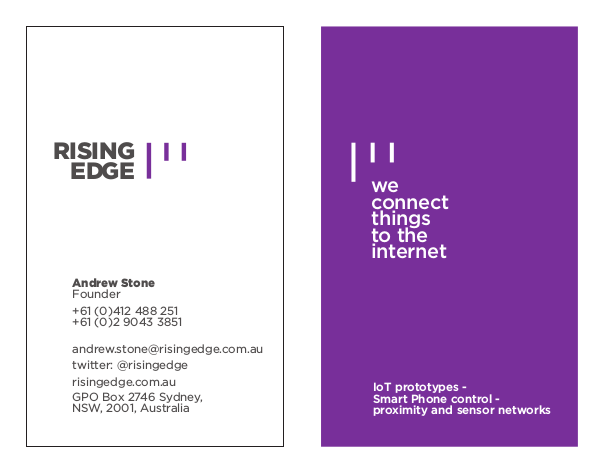 RISING
EDGE
Andrew Stone
Founder
+61 (0)412 488 251
+61 (0)2 9043 3851
andrew.stone@risingedge.com.au
twitter: @risingedge
risingedge.com.au
GPO Box 2746 Sydney,
NSW, 2001, Australia
we
connect
things
to the
internet
IoT prototypes -
Smart Phone control -
proximity and sensor networks